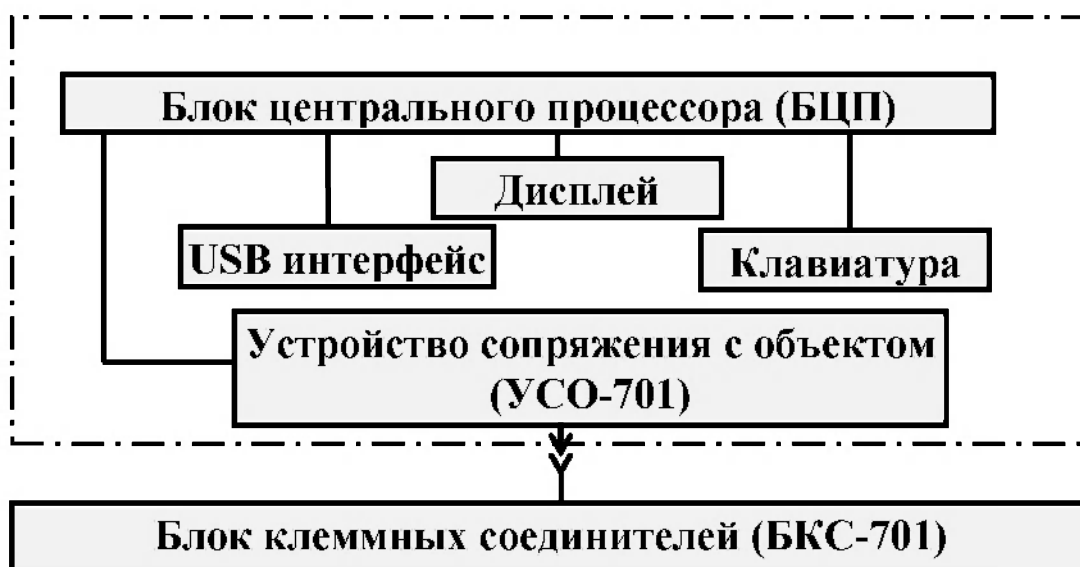 Блок центрального процессора (БЦП)
Дисплей
USB интерфейс
Клавиатура
Устройство сопряжения с объектом
(УСО-701)
Блок клеммных соединителей (БКС-701)